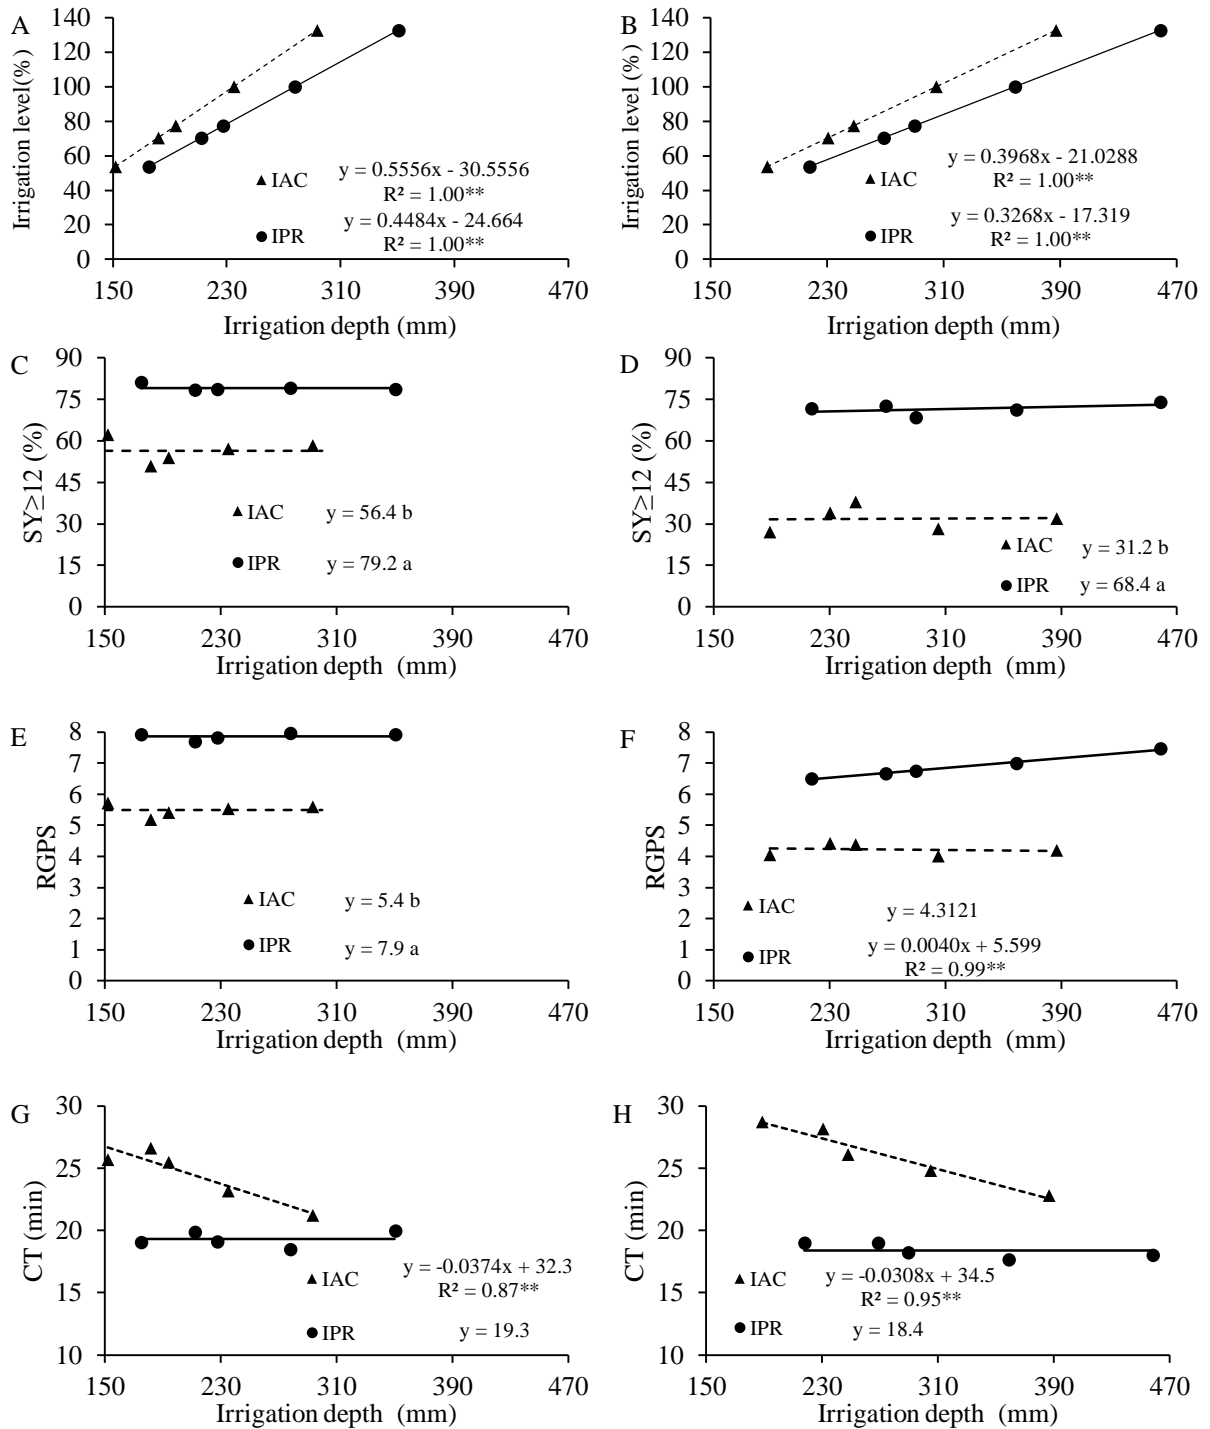 A
Irrigation level(%)
140
120
100
80
60
40
20
0
IAC
y = 0.5556x - 30.5556
R² = 1.00**
IPR
y = 0.4484x - 24.664
R² = 1.00**
150 230 310 390 470
Irrigation depth (mm)
B
Irrigation level (%)
140
120
100
80
60
40
20
0
IAC
y = 0.3968x - 21.0288
R² = 1.00**
IPR
y = 0.3268x - 17.319
R² = 1.00**
150 230 310 390 470
Irrigation depth (mm)
C
SY≥12 (%)
90
75
60
45
30
15
0
IAC y = 56.4 b
IPR y = 79.2 a
150 230 310 390 470
Irrigation depth (mm)
D
SY≥12 (%)
90
75
60
45
30
15
0
IAC y = 31.2 b
IPR y = 68.4 a
150 230 310 390 470
Irrigation depth (mm)
E
RGPS
8
7
6
5
4
3
2
1
0
IAC y = 5.4 b
IPR y = 7.9 a
150 230 310 390 470
Irrigation depth (mm)
F
RGPS
8
7
6
5
4
3
2
1
0
IAC y = 4.3121
IPR y = 0.0040x + 5.599
R² = 0.99**
150 230 310 390 470
Irrigation depth (mm)
G
CT (min)
30
25
20
15
10
IAC y = -0.0374x + 32.3
R² = 0.87**
IPR y = 19.3
150 230 310 390 470
Irrigation depth (mm)
H
CT (min)
30
25
20
15
10
IAC y = -0.0308x + 34.5
R² = 0.95**
IPR y = 18.4
150 230 310 390 470
Irrigation depth (mm)